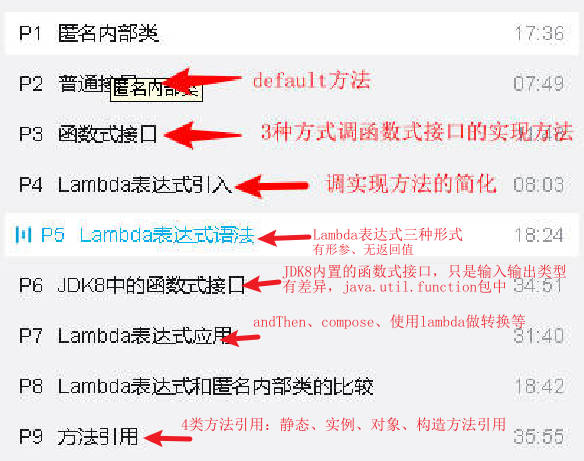 P1 匿名内部类 17:36
P2 普通接口 default方法 07:49
匿名内部类
P3 函数式接口 3种方式调函数式接口的实现方法
P4 Lambda表达式引入 调实现方法的简化 08:03
P5 Lambda表达式语法 Lambda表达式三种形式 18:24
有形参、无返回值
JDK8内置的函数式接口，只是输入输出类型
P6 JDK8中的函数式接口 有差异，java.util.function包中 34:51
andThen、compose、使用lambda做转换等
P7 Lambda表达式应用 31:40
P8 Lambda表达式和匿名内部类的比较 18:42
4类方法引用：静态、实例、对象、构造方法引用
P9 方法引用 35:55